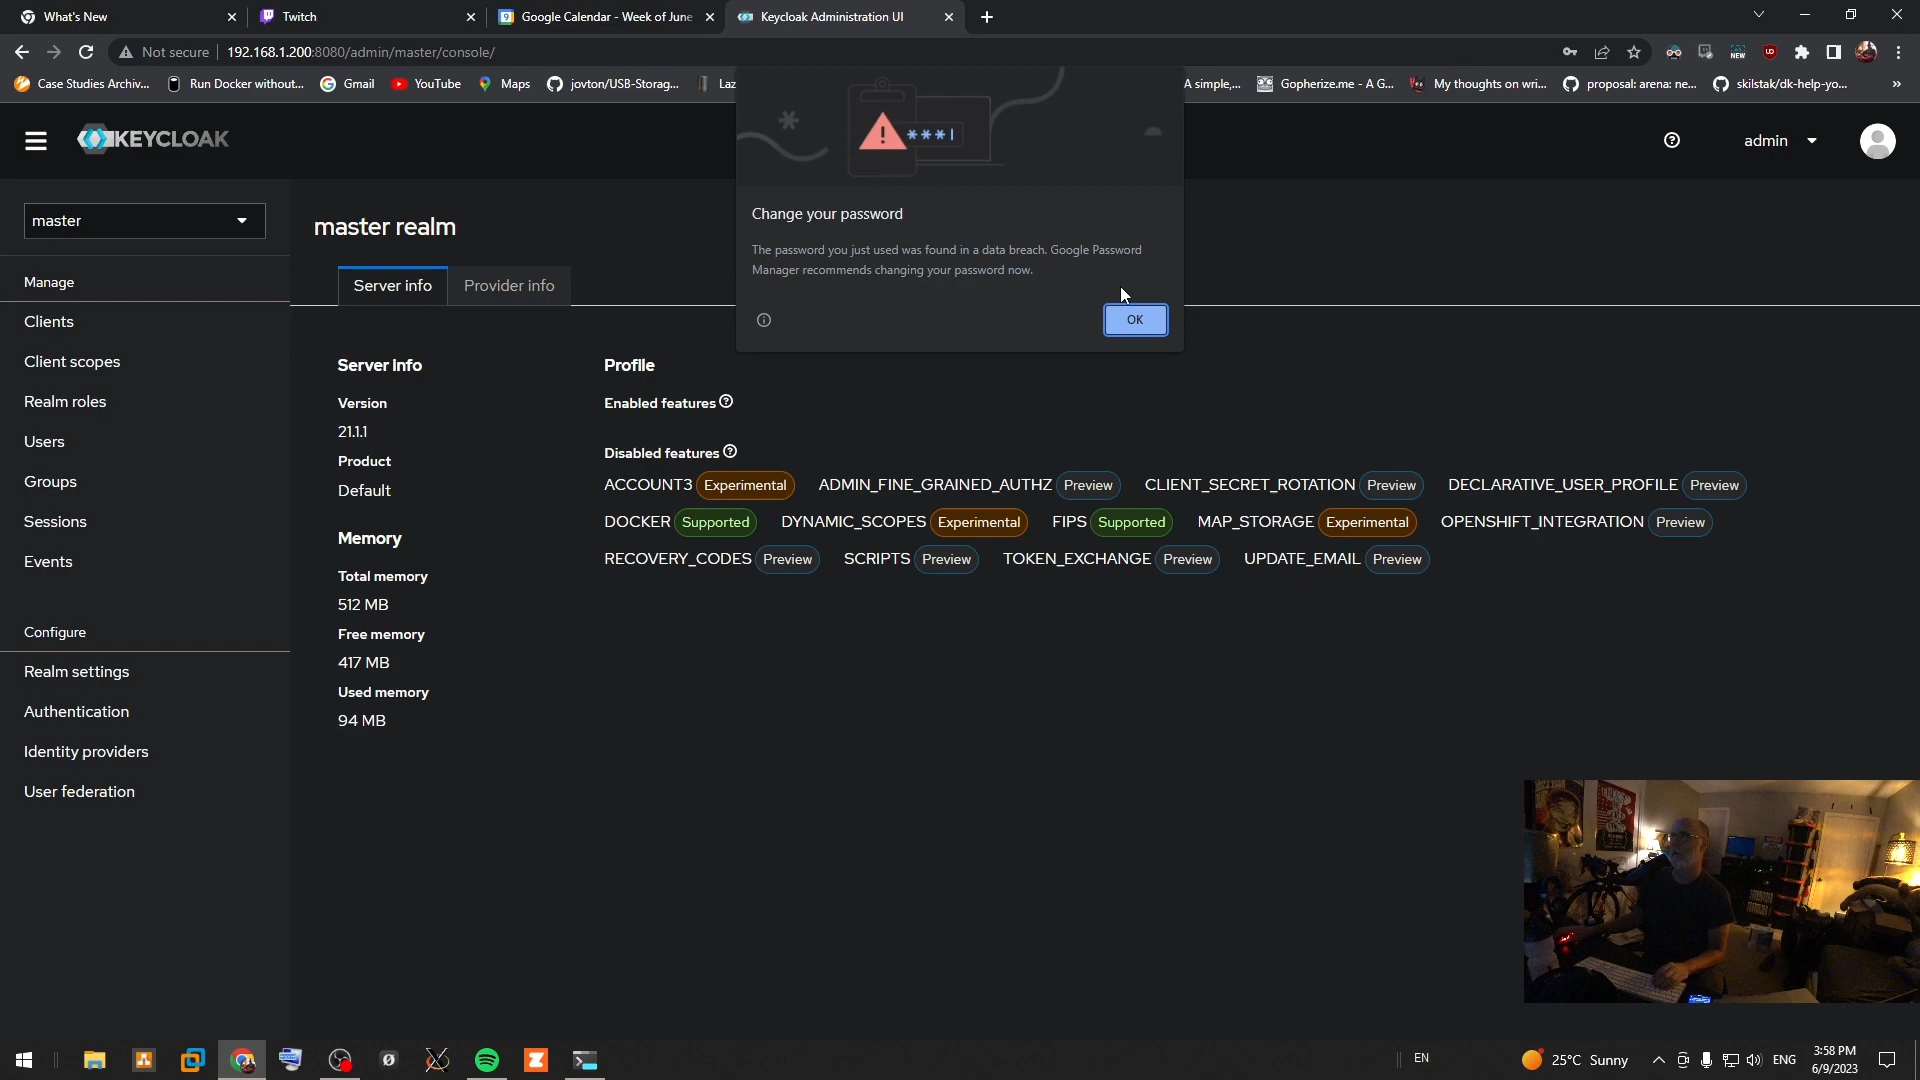 What's New
Twitch
Google Calendar - Week of June
Keycloak Administration UI
Not secure
192.168.1.200:8080/admin/master/console/
Case Studies Archiv...
Run Docker without...
Gmail
YouTube
Maps
jovton/USB-Storag...
Laz
A simple,...
Gopherize.me - A G...
My thoughts on wri...
proposal: arena: ne...
skilstak/dk-help-yo...
»
KEYCLOAK
admin
master
Manage
Clients
Client scopes
Realm roles
Users
Groups
Sessions
Events
Configure
Realm settings
Authentication
Identity providers
User federation
master realm
Server info
Provider info
***|
Change your password
The password you just used was found in a data breach. Google Password
Manager recommends changing your password now.
OK
Server Info
Version
21.1.1
Product
Default
Memory
Total memory
512 MB
Free memory
417 MB
Used memory
94 MB
Profile
Enabled features
Disabled features
ACCOUNT3 Experimental ADMIN_FINE_GRAINED_AUTHZ Preview CLIENT_SECRET_ROTATION Preview DECLARATIVE_USER_PROFILE Preview
DOCKER Supported DYNAMIC_SCOPES Experimental FIPS Supported MAP_STORAGE Experimental OPENSHIFT_INTEGRATION Preview
RECOVERY_CODES Preview SCRIPTS Preview TOKEN_EXCHANGE Preview UPDATE_EMAIL Preview
EN
25°C Sunny
ENG
3:58 PM
6/9/2023